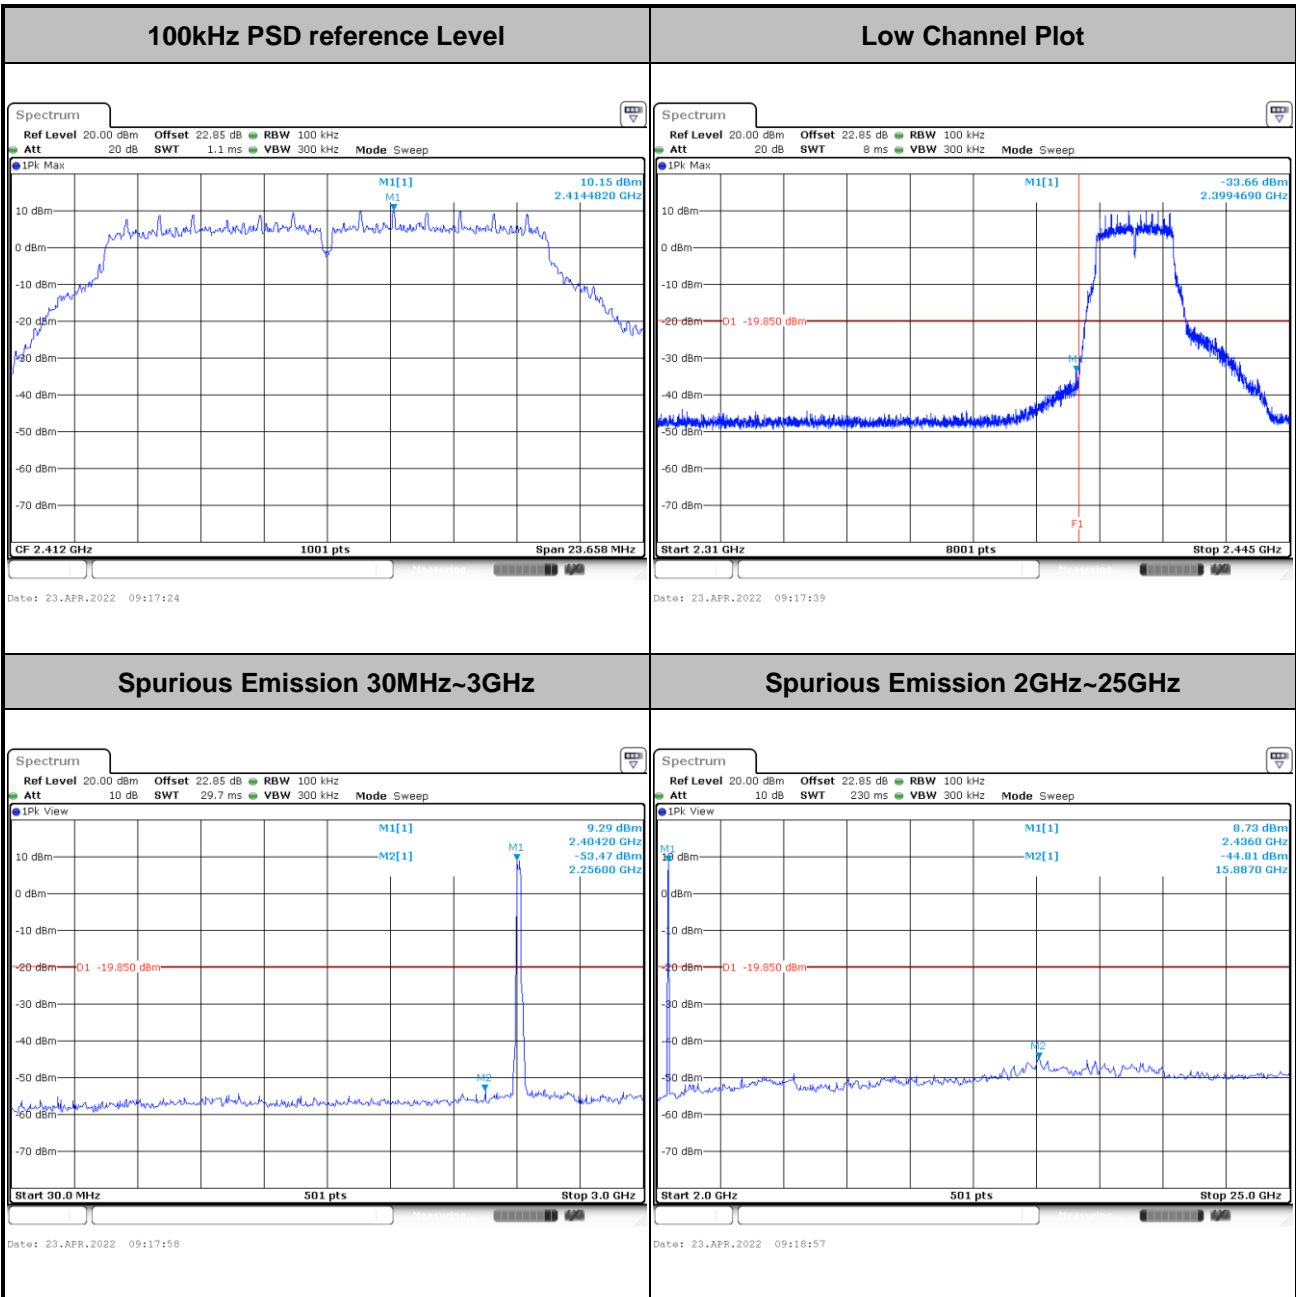 100kHz PSD reference Level
Low Channel Plot
Spectrum
Ref Level 20.00 dBm Offset 22.85 dB RBW 100 kHz
Att 20 dB SWT 1.1 ms VBW 300 kHz Mode Sweep
1Pk Max
M1[1] 10.15 dBm
2.4144820 GHz
M1
10 dBm
0 dBm
-10 dBm
-20 dBm
-30 dBm
-40 dBm
-50 dBm
-60 dBm
-70 dBm
CF 2.412 GHz 1001 pts Span 23.658 MHz
Measuring
Date: 23.APR.2022 09:17:24
Spectrum
Ref Level 20.00 dBm Offset 22.85 dB RBW 100 kHz
Att 20 dB SWT 8 ms VBW 300 kHz Mode Sweep
1Pk Max
M1[1] -33.66 dBm
2.3994690 GHz
10 dBm
0 dBm
-10 dBm
-20 dBm D1 -19.850 dBm
-30 dBm
M1
-40 dBm
-50 dBm
-60 dBm
-70 dBm
F1
Start 2.31 GHz 8001 pts Stop 2.445 GHz
Measuring
Date: 23.APR.2022 09:17:39
Spurious Emission 30MHz~3GHz
Spurious Emission 2GHz~25GHz
Spectrum
Ref Level 20.00 dBm Offset 22.85 dB RBW 100 kHz
Att 10 dB SWT 29.7 ms VBW 300 kHz Mode Sweep
1Pk View
M1[1] 9.29 dBm
2.40420 GHz
M1
10 dBm M2[1] -53.47 dBm
2.25600 GHz
0 dBm
-10 dBm
-20 dBm D1 -19.850 dBm
-30 dBm
-40 dBm
-50 dBm
M2
-60 dBm
-70 dBm
Start 30.0 MHz 501 pts Stop 3.0 GHz
Date: 23.APR.2022 09:17:58
Spectrum
Ref Level 20.00 dBm Offset 22.85 dB RBW 100 kHz
Att 10 dB SWT 230 ms VBW 300 kHz Mode Sweep
1Pk View
M1[1] 8.73 dBm
2.4360 GHz
M1
10 dBm M2[1] -44.81 dBm
15.8870 GHz
0 dBm
-10 dBm
-20 dBm D1 -19.850 dBm
-30 dBm
-40 dBm
M2
-50 dBm
-60 dBm
-70 dBm
Start 2.0 GHz 501 pts Stop 25.0 GHz
Date: 23.APR.2022 09:18:57